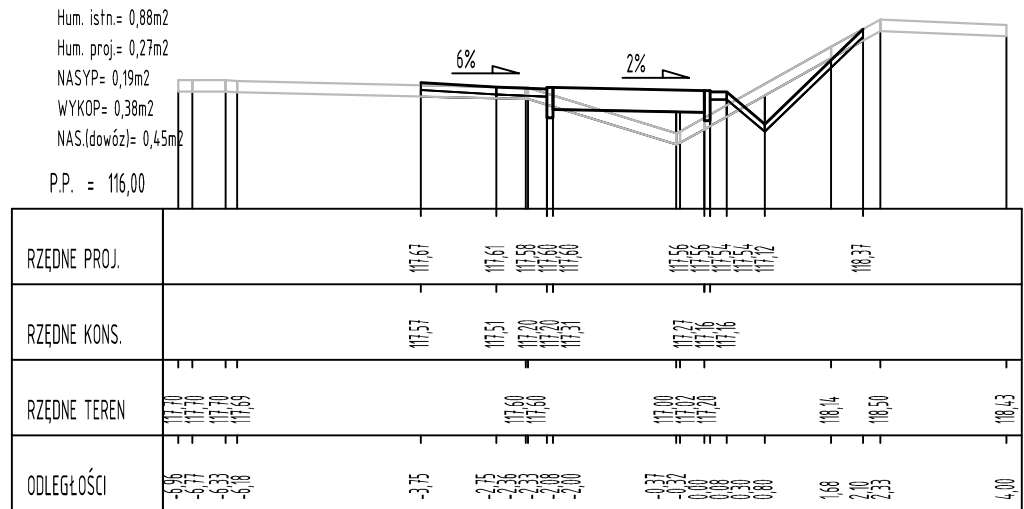 Hum. istn.= 0,88m2
Hum. proj.= 0,27m2
NASYP= 0,19m2
WYKOP= 0,38m2
NAS.(dowóz)= 0,45m2
P.P. = 116,00
6%
2%
RZĘDNE PROJ. 117,67 117,61 117,58 117,60 117,60 117,56 117,56 117,54 117,54 117,12 118,37
RZĘDNE KONS. 117,57 117,51 117,20 117,20 117,31 117,27 117,16 117,16
RZĘDNE TEREN 117,70 117,70 117,70 117,69 117,60 117,60 117,00 117,02 117,20 118,14 118,50 118,43
ODLEGŁOŚCI -6,96 -6,77 -6,33 -6,18 -3,75 -2,75 -2,36 -2,33 -2,08 -2,00 -0,37 -0,32 0,00 0,08 0,30 0,80 1,68 2,10 2,33 4,00